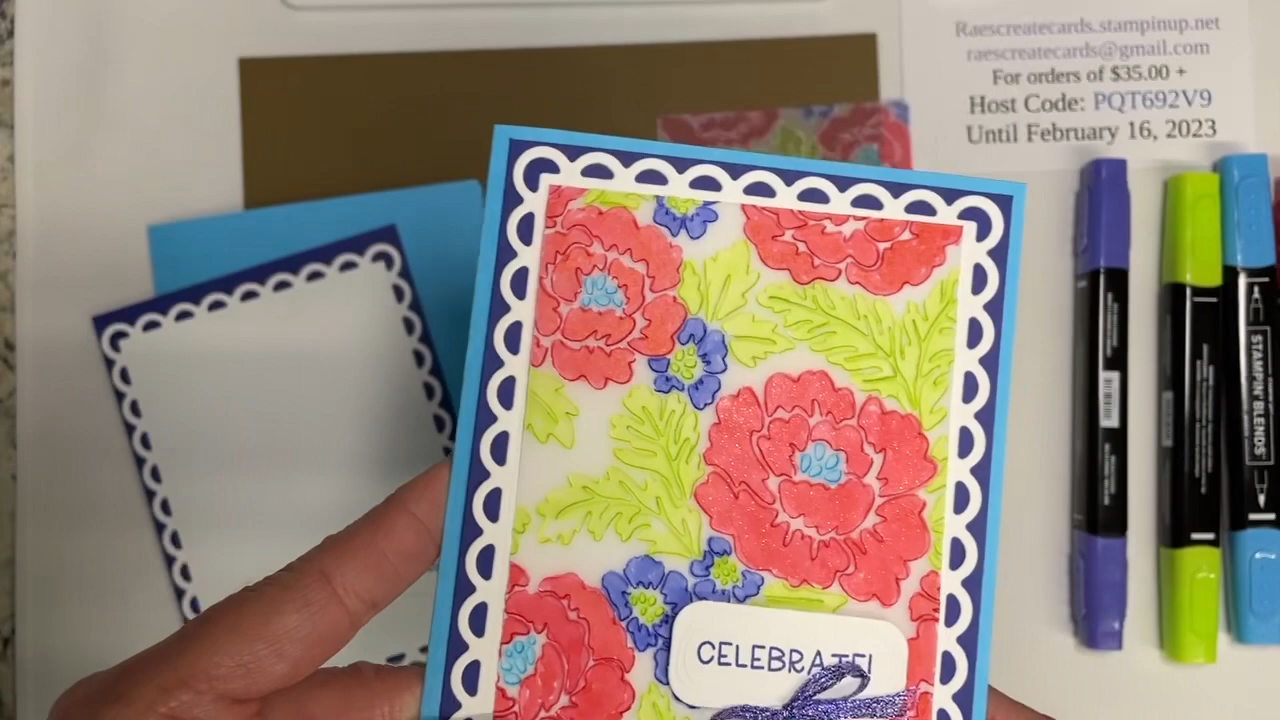 Raescreatecards.stampinup.net
raescreatecards@gmail.com
For orders of $35.00 +
Host Code: PQT692V9
Until February 16, 2023
STAMPIN' BLENDS
CELEBRATE!